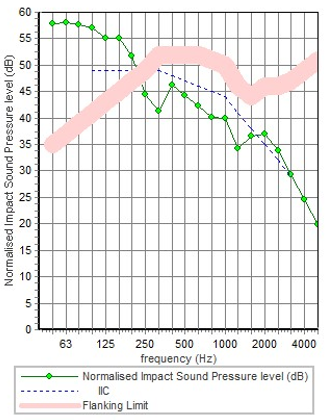 Normalised Impact Sound Pressure level (dB)
60
55
50
45
40
35
30
25
20
15
10
5
0
63 125 250 500 1000 2000 4000
frequency (Hz)
Normalised Impact Sound Pressure level (dB)
IIC
Flanking Limit